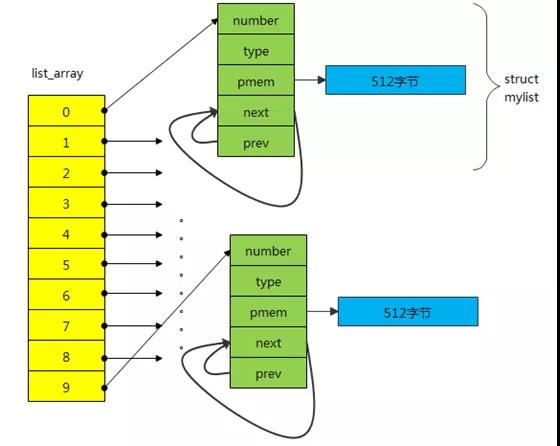 list_array
0
1
2
3
4
5
6
7
8
9
number
type
pmem
next
prev
512字节
struct
mylist
number
type
pmem
next
prev
512字节